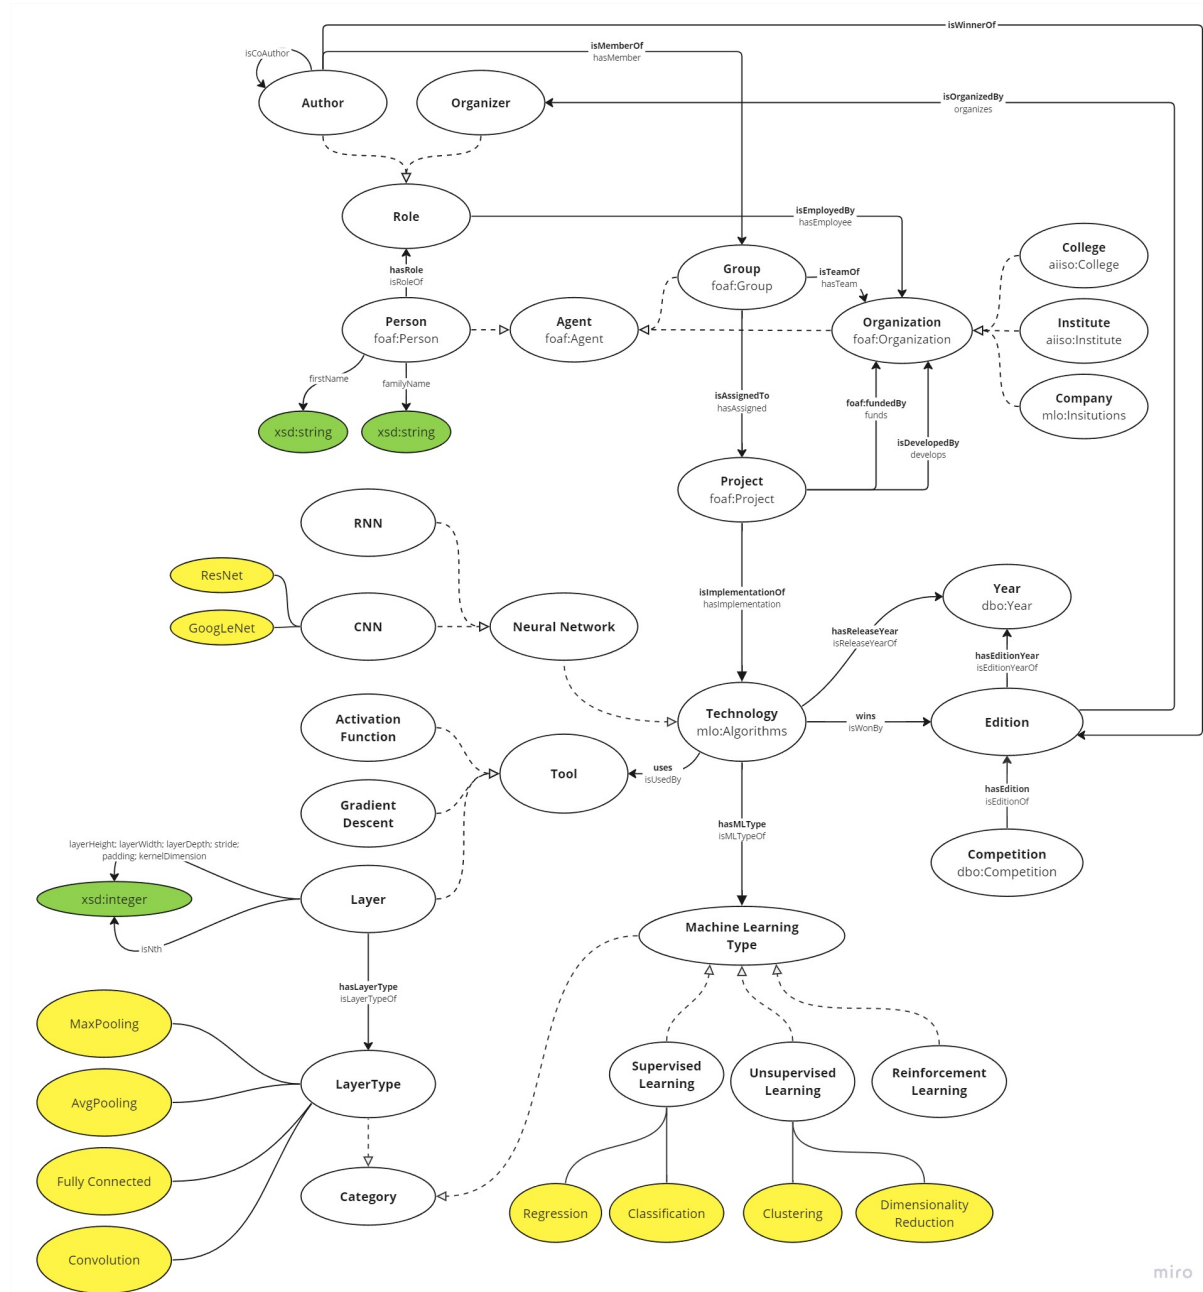 isWinnerOf
isMemberOf
hasMember
isCoAuthor
Author
Organizer
isOrganizedBy
organizes
Role
isEmployedBy
hasEmployee
College
aiiso:College
Group
foaf:Group
isTeamOf
hasTeam
hasRole
isRoleOf
Person
foaf:Person
Agent
foaf:Agent
Organization
foaf:Organization
Institute
aiiso:Institute
Company
mlo:Insitutions
firstName
familyName
xsd:string
xsd:string
isAssignedTo
hasAssigned
foaf:fundedBy
funds
isDevelopedBy
develops
Project
foaf:Project
RNN
ResNet
GoogLeNet
CNN
Neural Network
isImplementationOf
hasImplementation
Year
dbo:Year
hasReleaseYear
isReleaseYearOf
hasEditionYear
isEditionYearOf
Activation
Function
Technology
mlo:Algorithms
wins
isWonBy
Edition
Tool
uses
isUsedBy
Gradient
Descent
hasEdition
isEditionOf
hasMLType
isMLTypeOf
Competition
dbo:Competition
layerHeight; layerWidth; layerDepth; stride;
padding; kernelDimension
xsd:integer
Layer
isNth
Machine Learning
Type
hasLayerType
isLayerTypeOf
MaxPooling
AvgPooling
Fully Connected
Convolution
LayerType
Category
Supervised
Learning
Unsupervised
Learning
Reinforcement
Learning
Regression
Classification
Clustering
Dimensionality
Reduction
miro